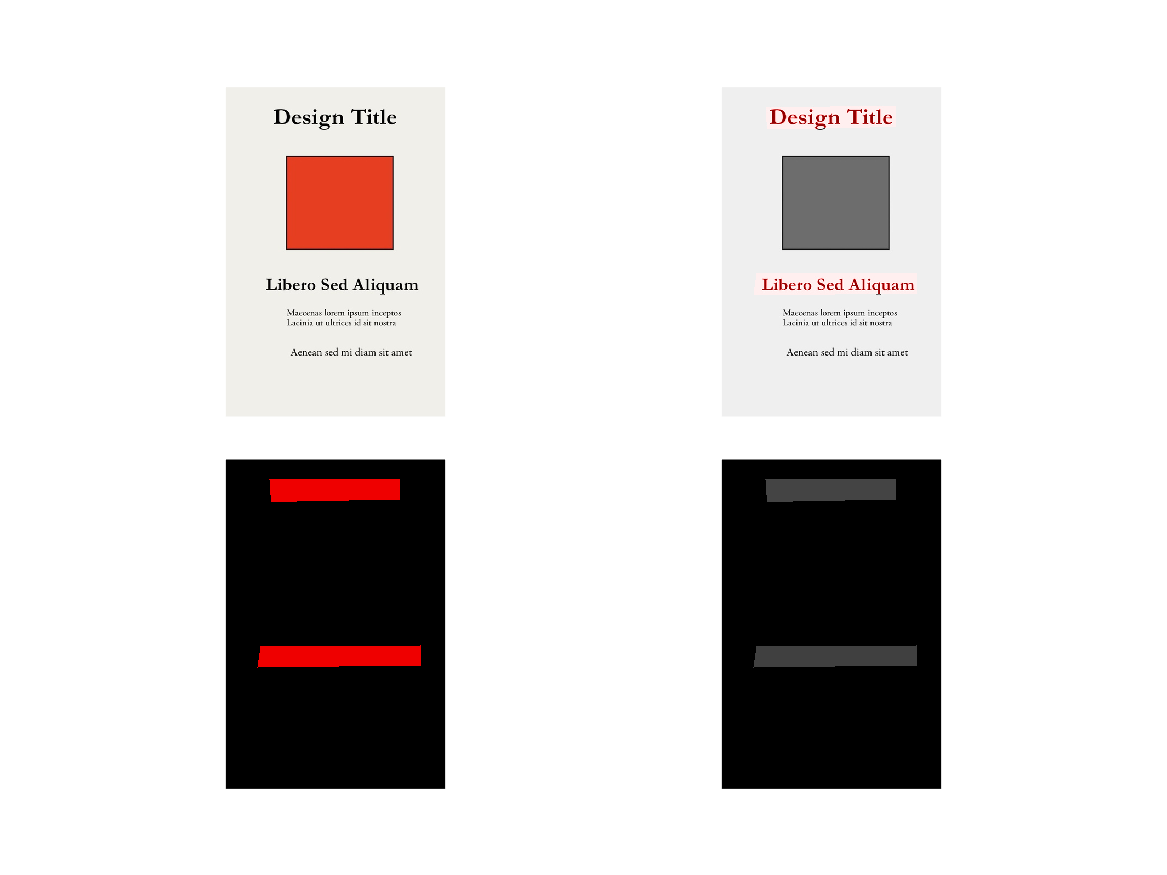 Design Title
Libero Sed Aliquam
Maecenas lorem ipsum inceptos
Lacinia ut ultrices id sit nostra
Aenean sed mi diam sit amet
Design Title
Libero Sed Aliquam
Maecenas lorem ipsum inceptos
Lacinia ut ultrices id sit nostra
Aenean sed mi diam sit amet